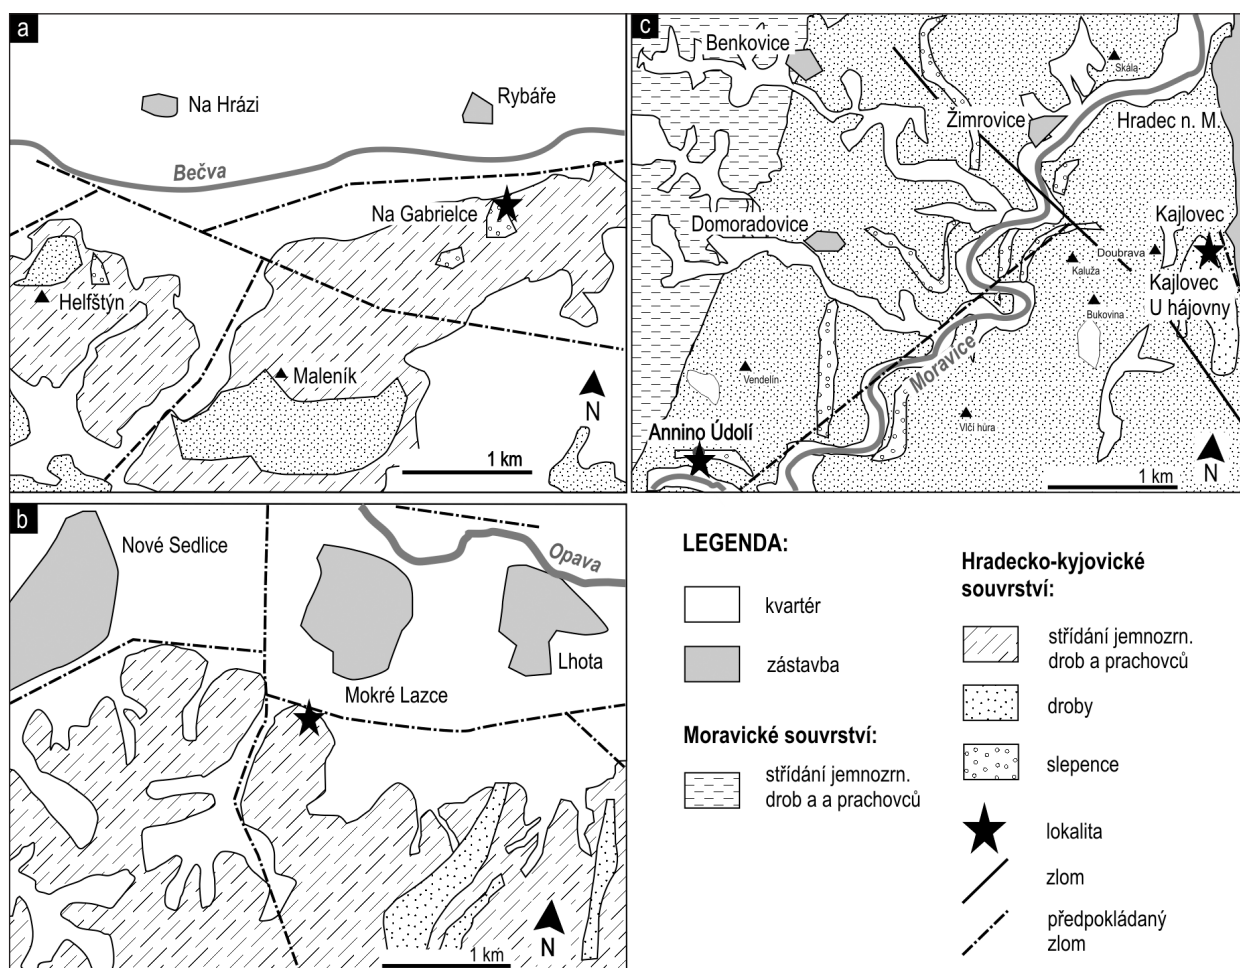 a
Na Hrázi
Rybáře
Bečva
Na Gabrielce
Helfštýn
Maleník
N
1 km
b
Nové Sedlice
Opava
Lhota
Mokré Lazce
N
1 km
c
Benkovice
Skála
Žimrovice
Hradec n. M.
Domoradovice
Kajlovec
Doubrava
Kaluža
Kajlovec
U hájovny
Bukovina
Moravice
Vendelín
Vlčí hůra
Annino Údolí
N
1 km
LEGENDA:
kvartér
zástavba
Moravické souvrství:
střídání jemnozrn.
drob a a prachovců
Hradecko-kyjovické
souvrství:
střídání jemnozrn.
drob a prachovců
droby
slepence
lokalita
zlom
předpokládaný
zlom